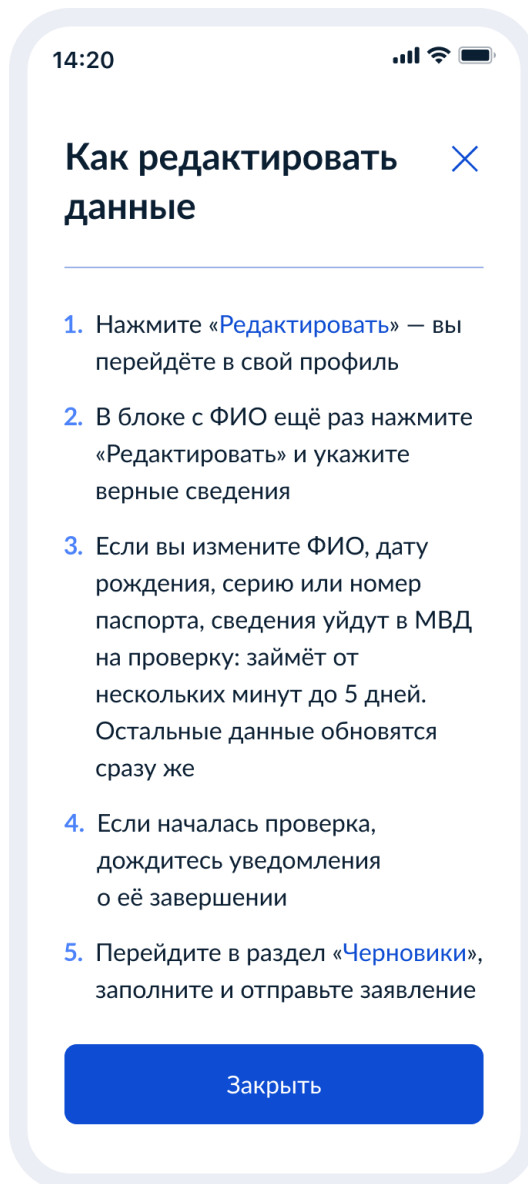 14:20
Как редактировать
данные
1. Нажмите «Редактировать» — вы
перейдёте в свой профиль
2. В блоке с ФИО ещё раз нажмите
«Редактировать» и укажите
верные сведения
3. Если вы измените ФИО, дату
рождения, серию или номер
паспорта, сведения уйдут в МВД
на проверку: займёт от
нескольких минут до 5 дней.
Остальные данные обновятся
сразу же
4. Если началась проверка,
дождитесь уведомления
о её завершении
5. Перейдите в раздел «Черновики»,
заполните и отправьте заявление
Закрыть